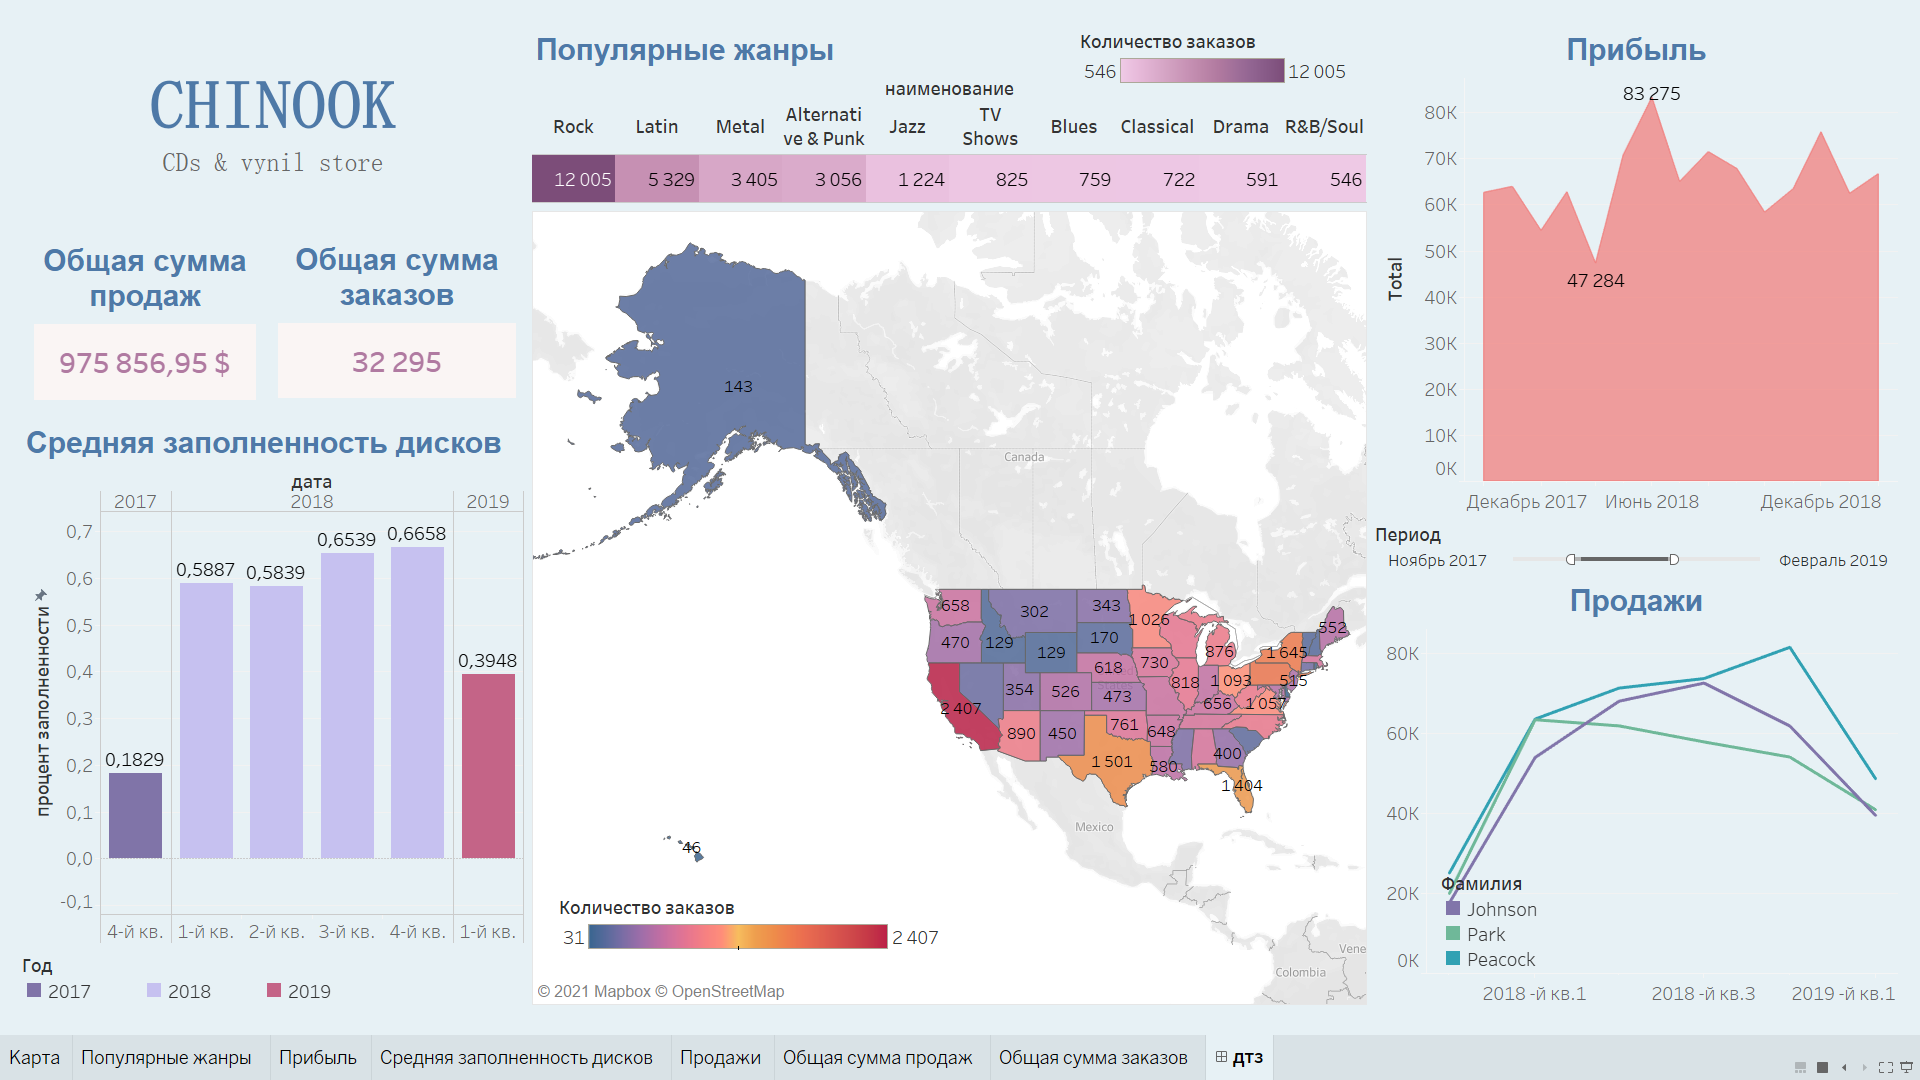 CHINOOK
CDs & vynil store
Общая сумма
продаж
975 856,95 $
Общая сумма
заказов
32 295
Средняя заполненность дисков
дата
2017 2018 2019
процент заполненности
0,7
0,6
0,5
0,4
0,3
0,2
0,1
0,0
-0,1
0,1829
0,5887
0,5839
0,6539
0,6658
0,3948
4-й кв. 1-й кв. 2-й кв. 3-й кв. 4-й кв. 1-й кв.
Год
2017 2018 2019
Популярные жанры
Количество заказов
546 12 005
наименование
Rock Latin Metal Alternati
ve & Punk Jazz TV
Shows Blues Classical Drama R&B/Soul
12 005 5 329 3 405 3 056 1 224 825 759 722 591 546
143
Canada
658 302 343 1 026 552
470 129 129 170 876 1 645
618 730 818 1 093 515
2 407 354 526 473 656 1 057
890 450 761 648
1 501 580 400
1 404
Mexico
46
Количество заказов
31 2 407
Vene
Colombia
© 2021 Mapbox © OpenStreetMap
Прибыль
Total
80K
70K
60K
50K
40K
30K
20K
10K
0K
83 275
47 284
Декабрь 2017 Июнь 2018 Декабрь 2018
Период
Ноябрь 2017 Февраль 2019
Продажи
80K
60K
40K
20K
0K
Фамилия
Johnson
Park
Peacock
2018 -й кв.1 2018 -й кв.3 2019 -й кв.1
Карта Популярные жанры Прибыль Средняя заполненность дисков Продажи Общая сумма продаж Общая сумма заказов дтз